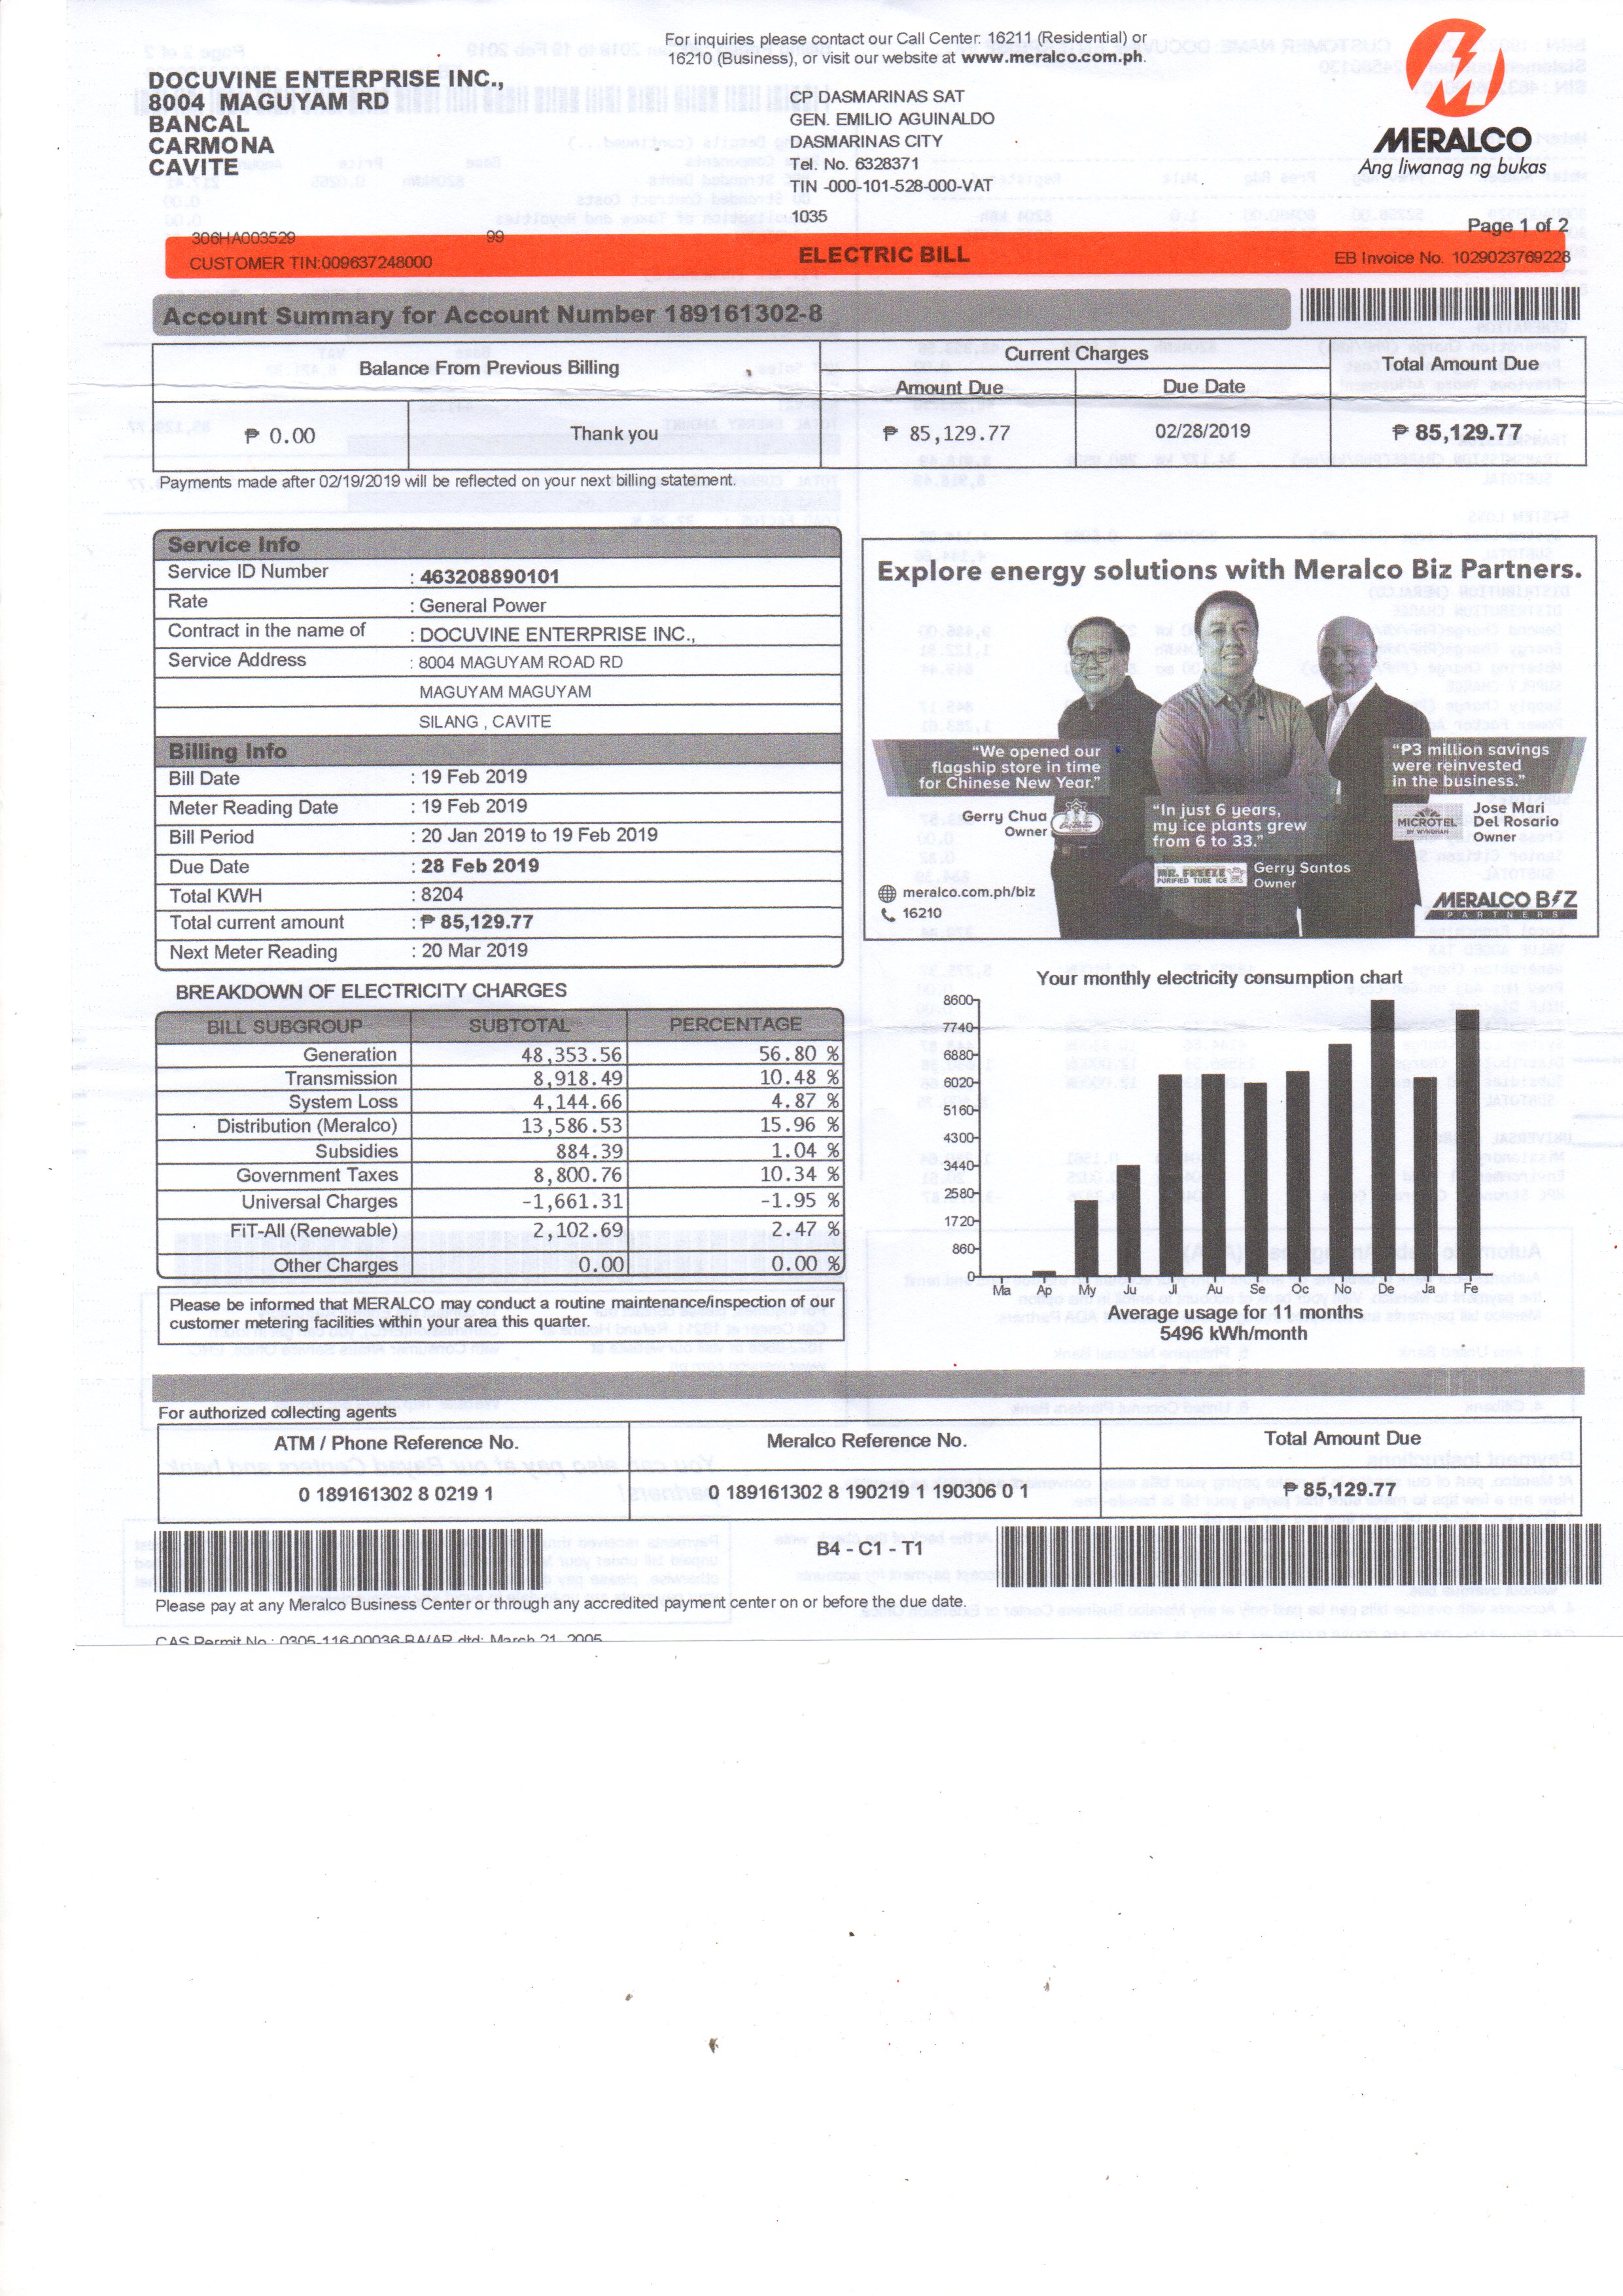 For inquiries please contact our Call Center: 16211 (Residential) or
16210 (Business), or visit our website at www.meralco.com.ph.
DOCUVINE ENTERPRISE INC.,
8004 MAGUYAM RD
BANCAL
CARMONA
CAVITE
CP DASMARINAS SAT
GEN. EMILIO AGUINALDO
DASMARINAS CITY
Tel. No. 6328371
TIN -000-101-528-000-VAT
1035
MERALCO
Ang liwanag ng bukas
Page 1 of 2
306HA003529 99
CUSTOMER TIN:009637248000
ELECTRIC BILL
EB Invoice No. 1029023769228
Account Summary for Account Number 189161302-8
Balance From Previous Billing
Current Charges
Total Amount Due
Amount Due
Due Date
₱ 0.00
Thank you
₱ 85,129.77
02/28/2019
₱ 85,129.77
Payments made after 02/19/2019 will be reflected on your next billing statement.
Service Info
Service ID Number : 463208890101
Rate : General Power
Contract in the name of : DOCUVINE ENTERPRISE INC.,
Service Address : 8004 MAGUYAM ROAD RD
MAGUYAM MAGUYAM
SILANG , CAVITE
Billing Info
Bill Date : 19 Feb 2019
Meter Reading Date : 19 Feb 2019
Bill Period : 20 Jan 2019 to 19 Feb 2019
Due Date : 28 Feb 2019
Total KWH : 8204
Total current amount : ₱ 85,129.77
Next Meter Reading : 20 Mar 2019
Explore energy solutions with Meralco Biz Partners.
"We opened our
flagship store in time
for Chinese New Year."
Gerry Chua
Owner
"In just 6 years,
my ice plants grew
from 6 to 33."
MR. FREEZE
PURIFIED TUBE ICE
Gerry Santos
Owner
"P3 million savings
were reinvested
in the business."
MICROTEL
BY WYNDHAM
Jose Mari
Del Rosario
Owner
meralco.com.ph/biz
16210
MERALCO BIZ
PARTNERS
BREAKDOWN OF ELECTRICITY CHARGES
BILL SUBGROUP SUBTOTAL PERCENTAGE
Generation 48,353.56 56.80 %
Transmission 8,918.49 10.48 %
System Loss 4,144.66 4.87 %
Distribution (Meralco) 13,586.53 15.96 %
Subsidies 884.39 1.04 %
Government Taxes 8,800.76 10.34 %
Universal Charges -1,661.31 -1.95 %
FiT-All (Renewable) 2,102.69 2.47 %
Other Charges 0.00 0.00 %
Please be informed that MERALCO may conduct a routine maintenance/inspection of our
customer metering facilities within your area this quarter.
Your monthly electricity consumption chart
8600
7740
6880
6020
5160
4300
3440
2580
1720
860
0
Ma Ap My Ju Jl Au Se Oc No De Ja Fe
Average usage for 11 months
5496 kWh/month
For authorized collecting agents
ATM / Phone Reference No.
Meralco Reference No.
Total Amount Due
0 189161302 8 0219 1
0 189161302 8 190219 1 190306 0 1
₱ 85,129.77
B4 - C1 - T1
Please pay at any Meralco Business Center or through any accredited payment center on or before the due date.
CAS Permit No.: 0305-116-00036-BA/AR dtd: March 21, 2005